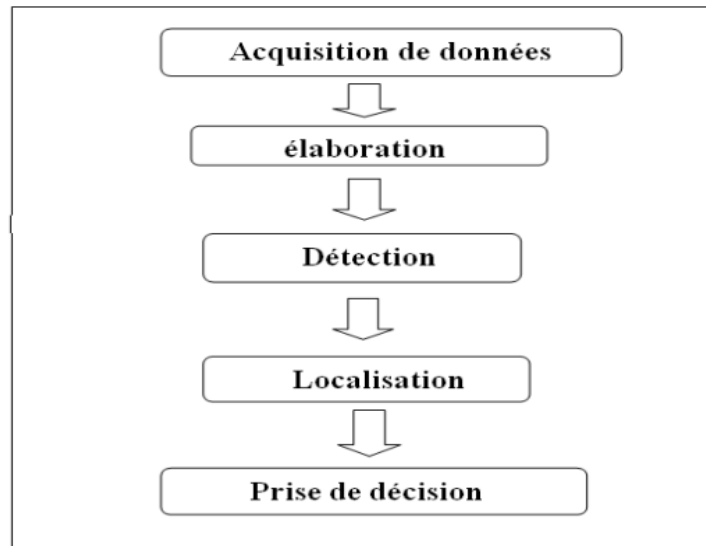 Acquisition de données
élaboration
Détection
Localisation
Prise de décision